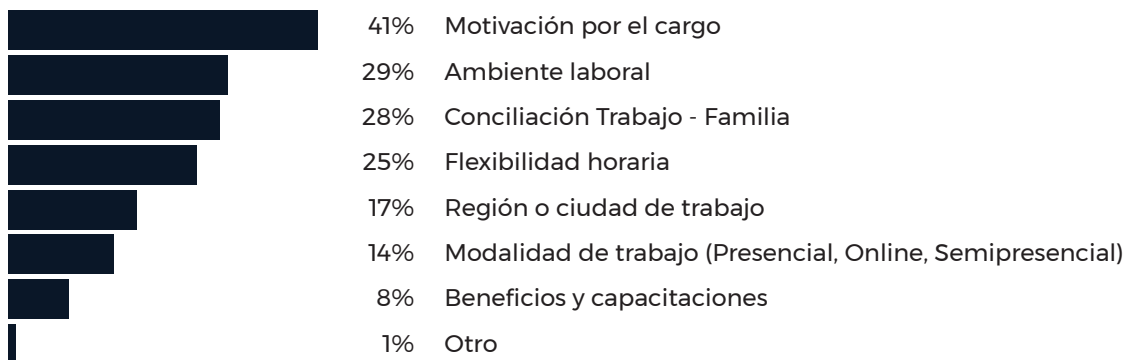 41% Motivación por el cargo
29% Ambiente laboral
28% Conciliación Trabajo - Familia
25% Flexibilidad horaria
17% Región o ciudad de trabajo
14% Modalidad de trabajo (Presencial, Online, Semipresencial)
8% Beneficios y capacitaciones
1% Otro